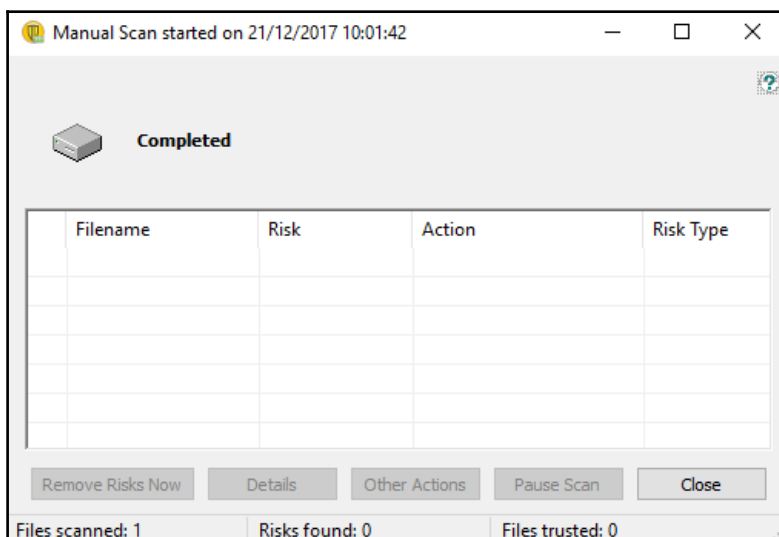 Manual Scan started on 21/12/2017 10:01:42
Completed
Filename Risk Action Risk Type
Remove Risks Now Details Other Actions Pause Scan Close
Files scanned: 1 Risks found: 0 Files trusted: 0